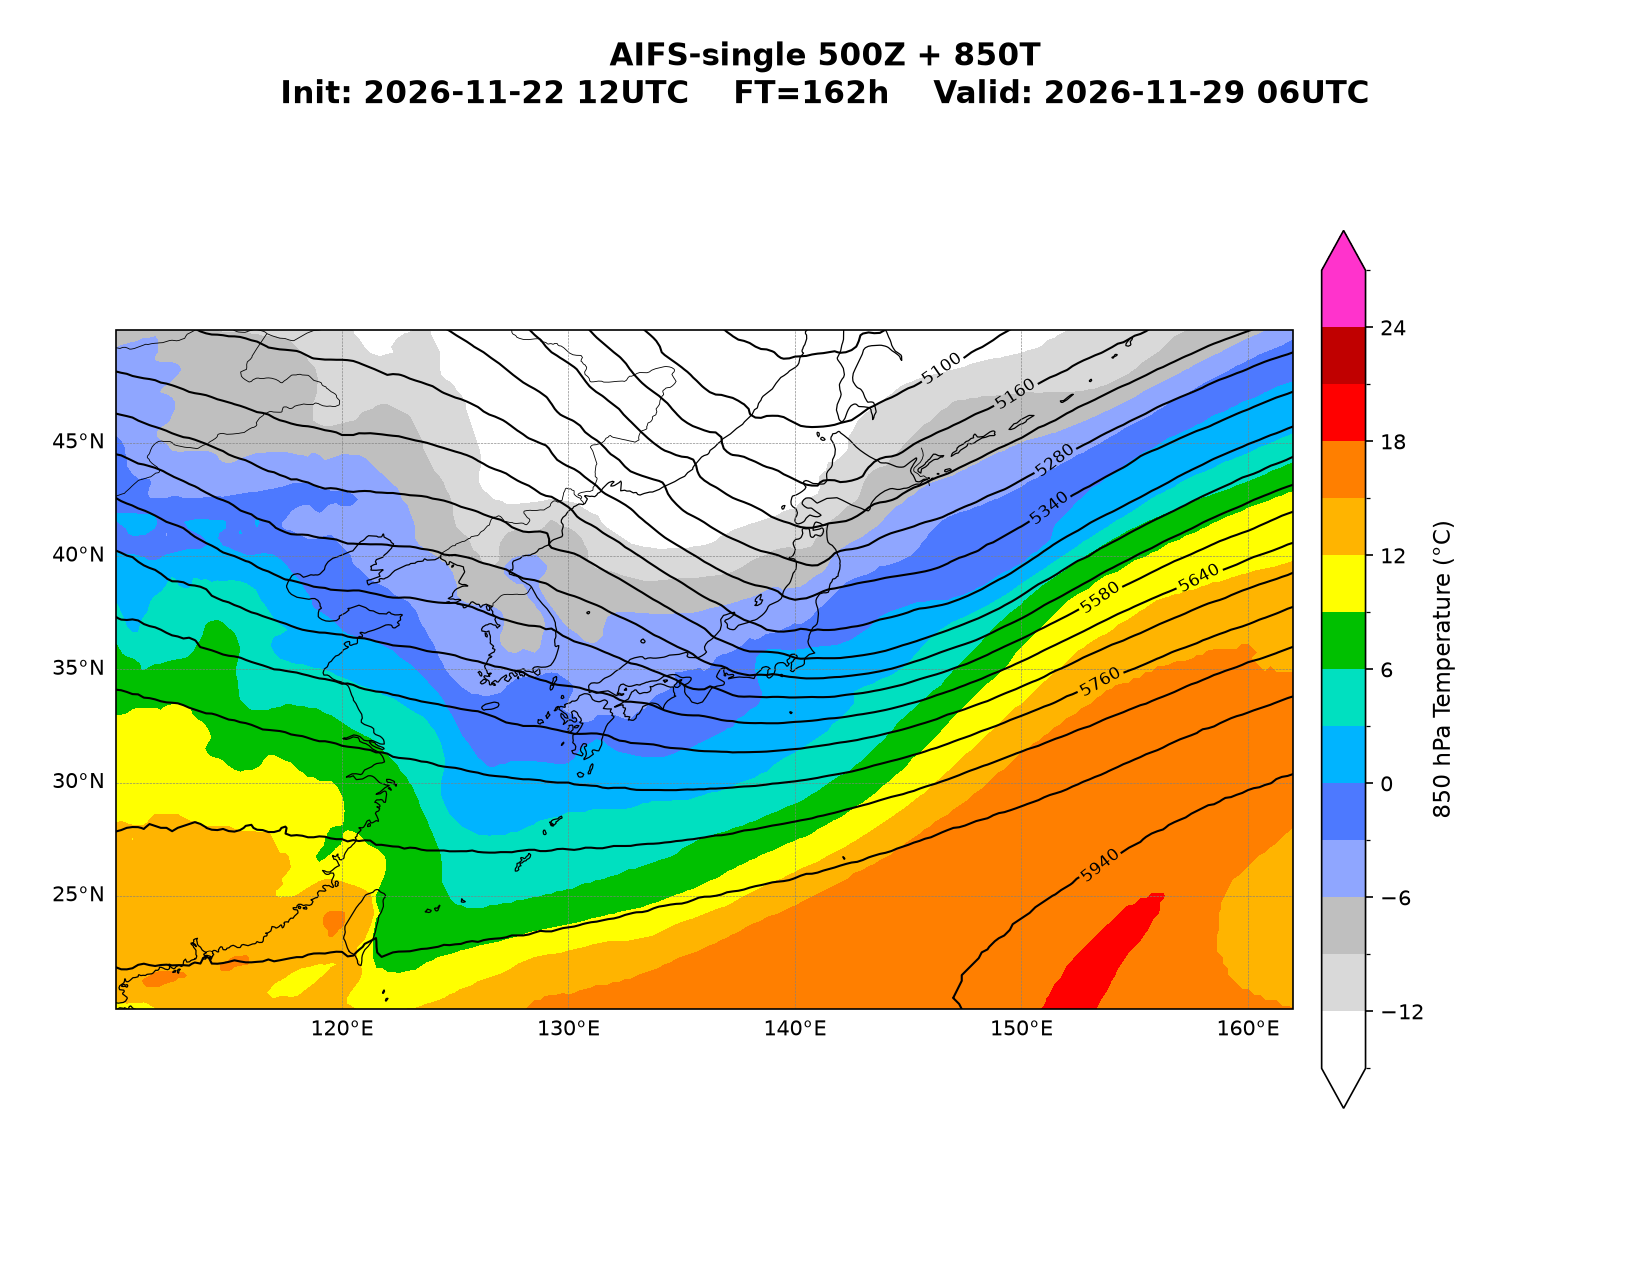 AIFS-single 500Z + 850T
Init: 2026-11-22 12UTC    FT=162h    Valid: 2026-11-29 06UTC
45°N
40°N
35°N
30°N
25°N
120°E
130°E
140°E
150°E
160°E
5100
5160
5280
5340
5580
5640
5760
5940
24
18
12
6
0
−6
−12
850 hPa Temperature (°C)